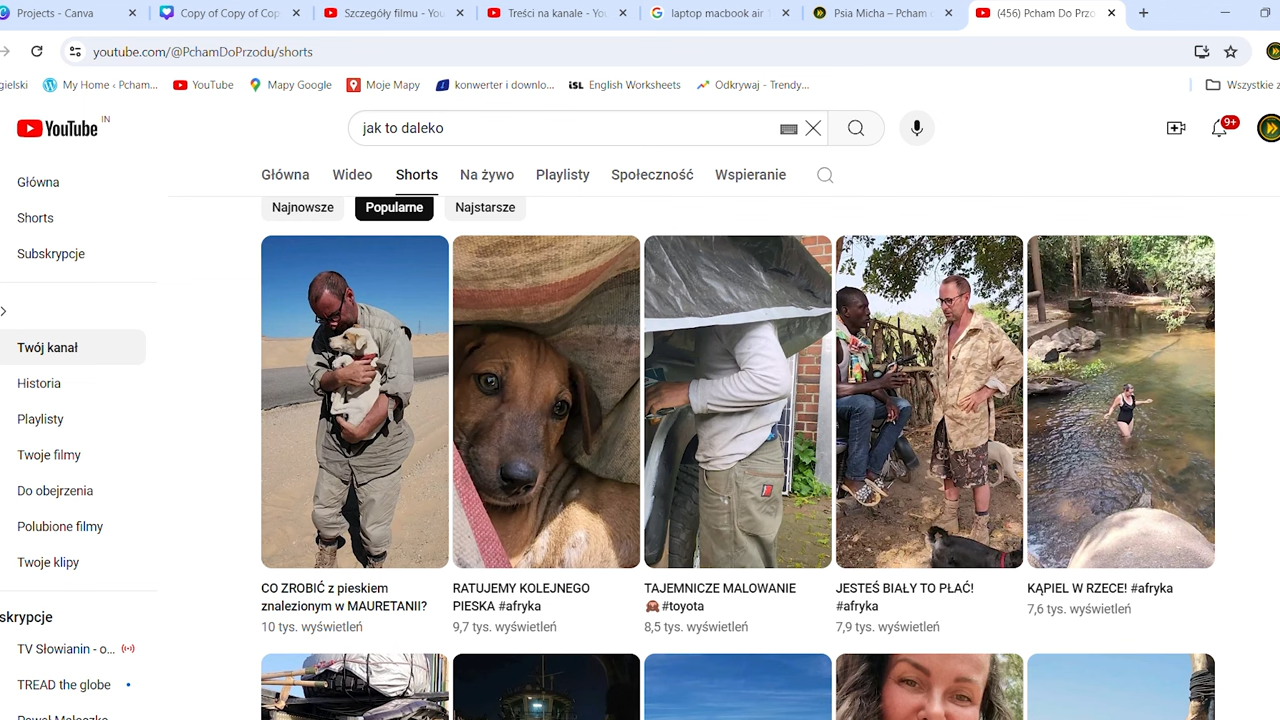 Projects - Canva
Copy of Copy of Cop
Szczegóły filmu - You
Treści na kanale - Yo
laptop macbook air 1
Psia Micha – Pcham d
(456) Pcham Do Przo
youtube.com/@PchamDoPrzodu/shorts
gielski
My Home ‹ Pcham...
YouTube
Mapy Google
Moje Mapy
konwerter i downlo...
iSL English Worksheets
Odkrywaj - Trendy...
Wszystkie z
YouTube IN
jak to daleko
9+
Główna
Wideo
Shorts
Na żywo
Playlisty
Społeczność
Wspieranie
Najnowsze
Popularne
Najstarsze
Główna
Shorts
Subskrypcje
Twój kanał
Historia
Playlisty
Twoje filmy
Do obejrzenia
Polubione filmy
Twoje klipy
skrypcje
TV Słowianin - o...
TREAD the globe
CO ZROBIĆ z pieskiem
znalezionym w MAURETANII?
10 tys. wyświetleń
RATUJEMY KOLEJNEGO
PIESKA #afryka
9,7 tys. wyświetleń
TAJEMNICZE MALOWANIE
🙈#toyota
8,5 tys. wyświetleń
JESTEŚ BIAŁY TO PŁAĆ!
#afryka
7,9 tys. wyświetleń
KĄPIEL W RZECE! #afryka
7,6 tys. wyświetleń